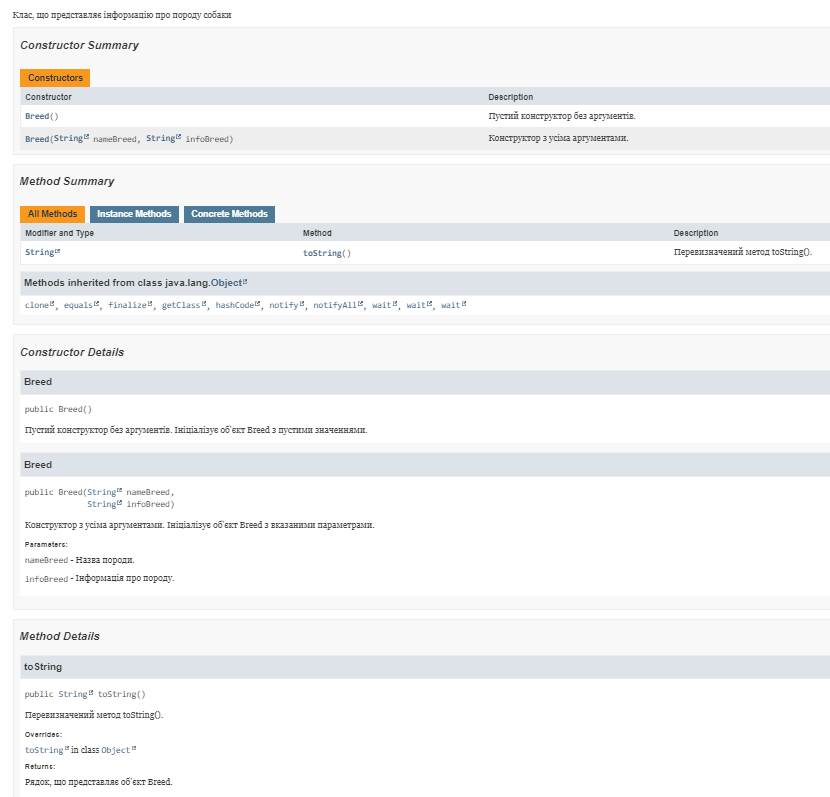 Клас, що представляє інформацію про породу собаки
Constructor Summary
Constructors
Constructor Description
Breed() Пустий конструктор без аргументів.
Breed(String nameBreed, String infoBreed) Конструктор з усіма аргументами.
Method Summary
All Methods Instance Methods Concrete Methods
Modifier and Type Method Description
String toString() Перевизначений метод toString().
Methods inherited from class java.lang.Object
clone, equals, finalize, getClass, hashCode, notify, notifyAll, wait, wait, wait
Constructor Details
Breed
public Breed()
Пустий конструктор без аргументів. Ініціалізує об'єкт Breed з пустими значеннями.
Breed
public Breed(String nameBreed,
String infoBreed)
Конструктор з усіма аргументами. Ініціалізує об'єкт Breed з вказаними параметрами.
Parameters:
nameBreed - Назва породи.
infoBreed - Інформація про породу.
Method Details
toString
public String toString()
Перевизначений метод toString().
Overrides:
toString in class Object
Returns:
Рядок, що представляє об'єкт Breed.